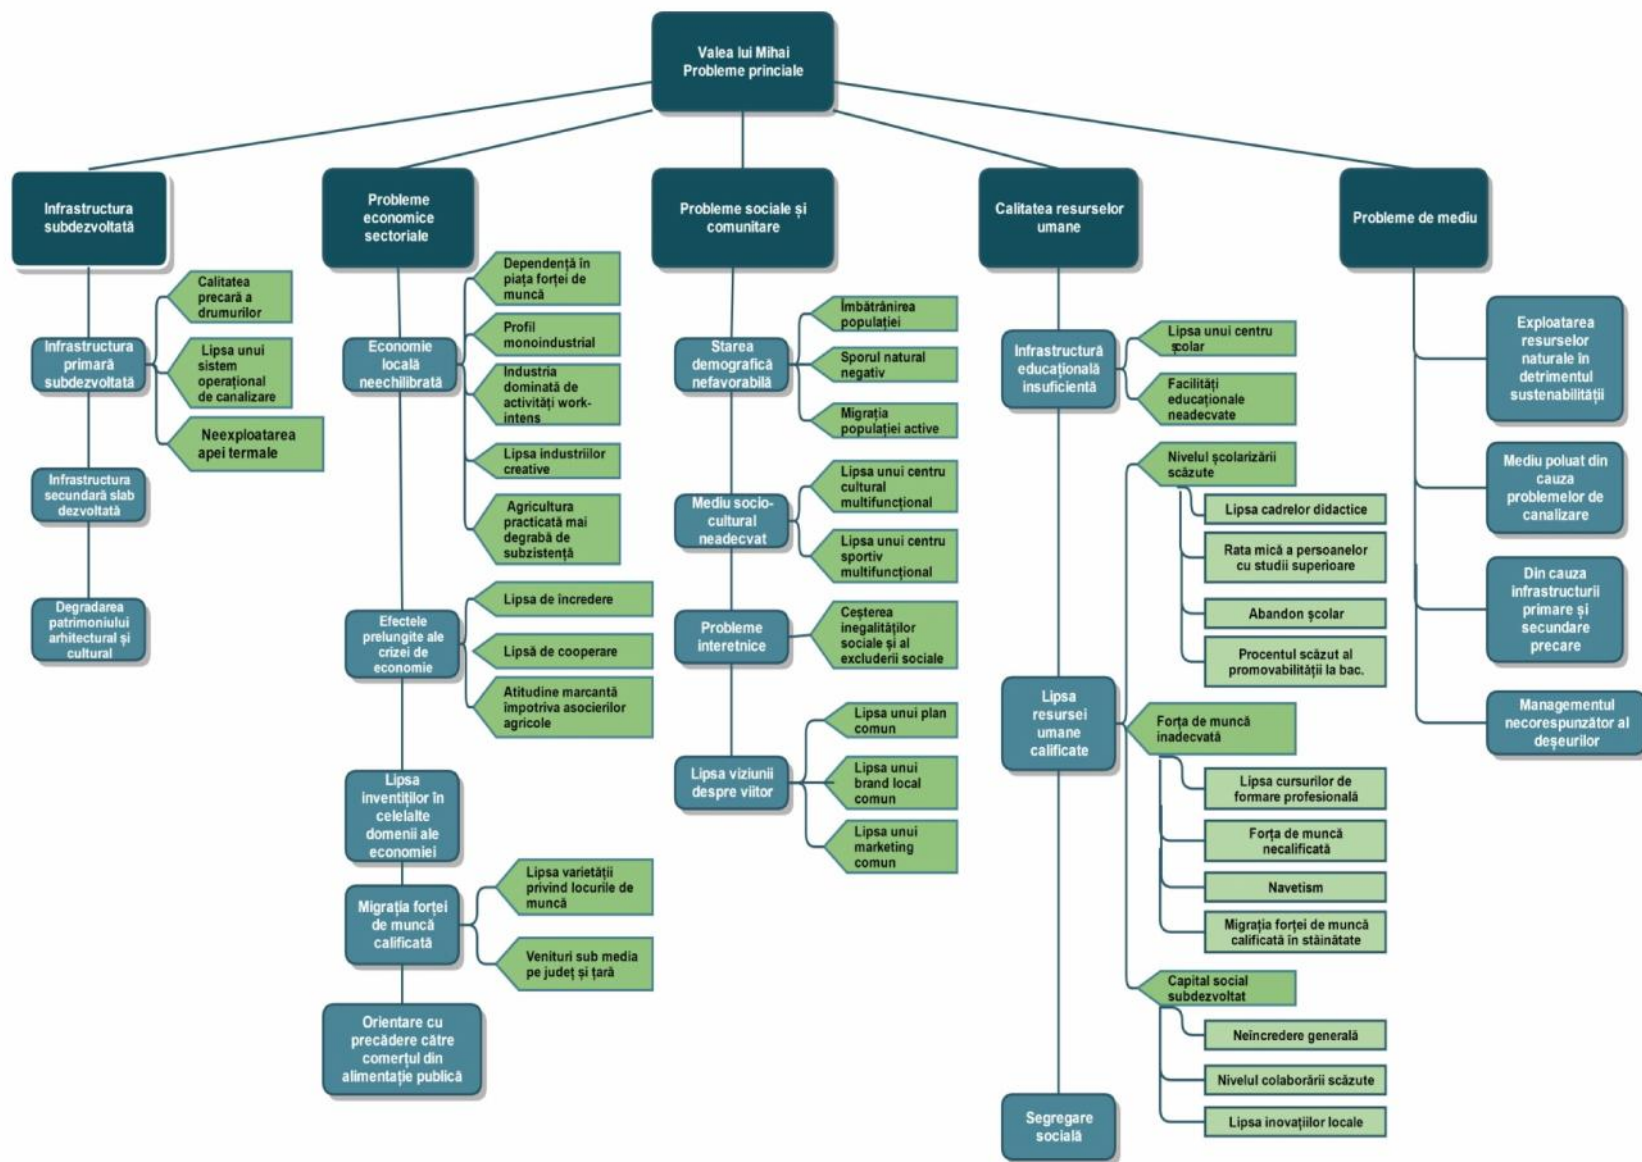 Valea lui Mihai
Probleme princiale
Infrastructura
subdezvoltată
Infrastructura
primară
subdezvoltată
Calitatea
precară a
drumurilor
Lipsa unui
sistem
operațional
de canalizare
Neexploatarea
apei termale
Infrastructura
secundară slab
dezvoltată
Degradarea
patrimoniului
arhitectural și
cultural
Probleme
economice
sectoriale
Economie
locală
neechilibrată
Dependență în
piața forței de
muncă
Profil
monoindustrial
Industria
dominată de
activități work-
intens
Lipsa industriilor
creative
Agricultura
practicată mai
degrabă de
subzistență
Efectele
prelungite ale
crizei de
economie
Lipsa de încredere
Lipsă de cooperare
Atitudine marcantă
împotriva asocierilor
agricole
Lipsa
inventiților în
celelalte
domenii ale
economiei
Migrația forței
de muncă
calificată
Lipsa varietății
privind locurile de
muncă
Venituri sub media
pe județ și țară
Orientare cu
precădere către
comerțul din
alimentație publică
Probleme sociale și
comunitare
Starea
demografică
nefavorabilă
Îmbătrânirea
populației
Sporul natural
negativ
Migrația
populației active
Mediu socio-
cultural
neadecvat
Lipsa unui centru
cultural
multifuncțional
Lipsa unui centru
sportiv
multifuncțional
Probleme
interetnice
Ceșterea
inegalităților
sociale și al
excluderii sociale
Lipsa viziunii
despre viitor
Lipsa unui plan
comun
Lipsa unui
brand local
comun
Lipsa unui
marketing
comun
Calitatea resurselor
umane
Infrastructură
educațională
insuficientă
Lipsa unui centru
școlar
Facilități
educaționale
neadecvate
Lipsa
resursei
umane
calificate
Nivelul școlarizării
scăzute
Lipsa cadrelor didactice
Rata mică a persoanelor
cu studii superioare
Abandon școlar
Procentul scăzut al
promovabilității la bac.
Forța de muncă
inadecvată
Lipsa cursurilor de
formare profesională
Forța de muncă
necalificată
Navetism
Migrația forței de muncă
calificată în stăinătate
Capital social
subdezvoltat
Neîncredere generală
Nivelul colaborării scăzute
Lipsa inovațiilor locale
Segregare
socială
Probleme de mediu
Exploatarea
resurselor
naturale în
detrimentul
sustenabilității
Mediu poluat din
cauza
problemelor de
canalizare
Din cauza
infrastructurii
primare și
secundare
precare
Managementul
necorespunzător al
deșeurilor